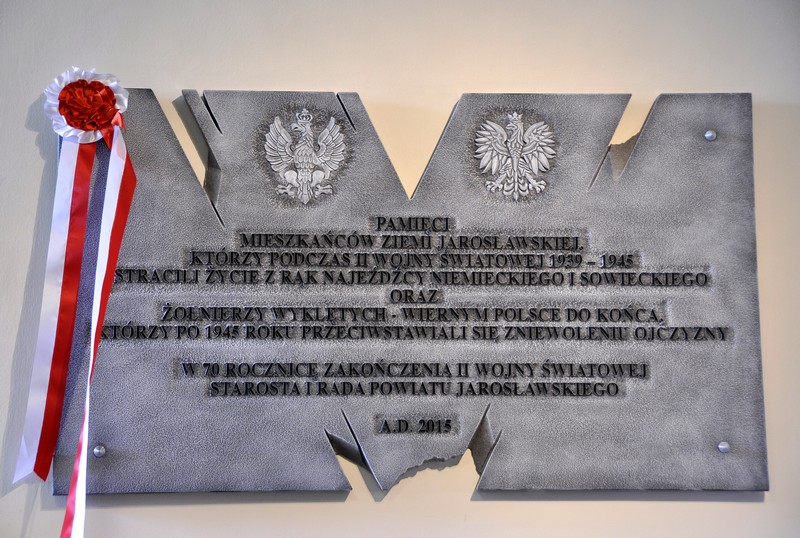 PAMIĘCI
MIESZKAŃCÓW ZIEMI JAROSŁAWSKIEJ,
KTÓRZY PODCZAS II WOJNY ŚWIATOWEJ 1939 – 1945
STRACILI ŻYCIE Z RĄK NAJEŹDŹCY NIEMIECKIEGO I SOWIECKIEGO
ORAZ
ŻOŁNIERZY WYKLĘTYCH - WIERNYM POLSCE DO KOŃCA,
KTÓRZY PO 1945 ROKU PRZECIWSTAWIALI SIĘ ZNIEWOLENIU OJCZYZNY
W 70 ROCZNICĘ ZAKOŃCZENIA II WOJNY ŚWIATOWEJ
STAROSTA I RADA POWIATU JAROSŁAWSKIEGO
A.D. 2015